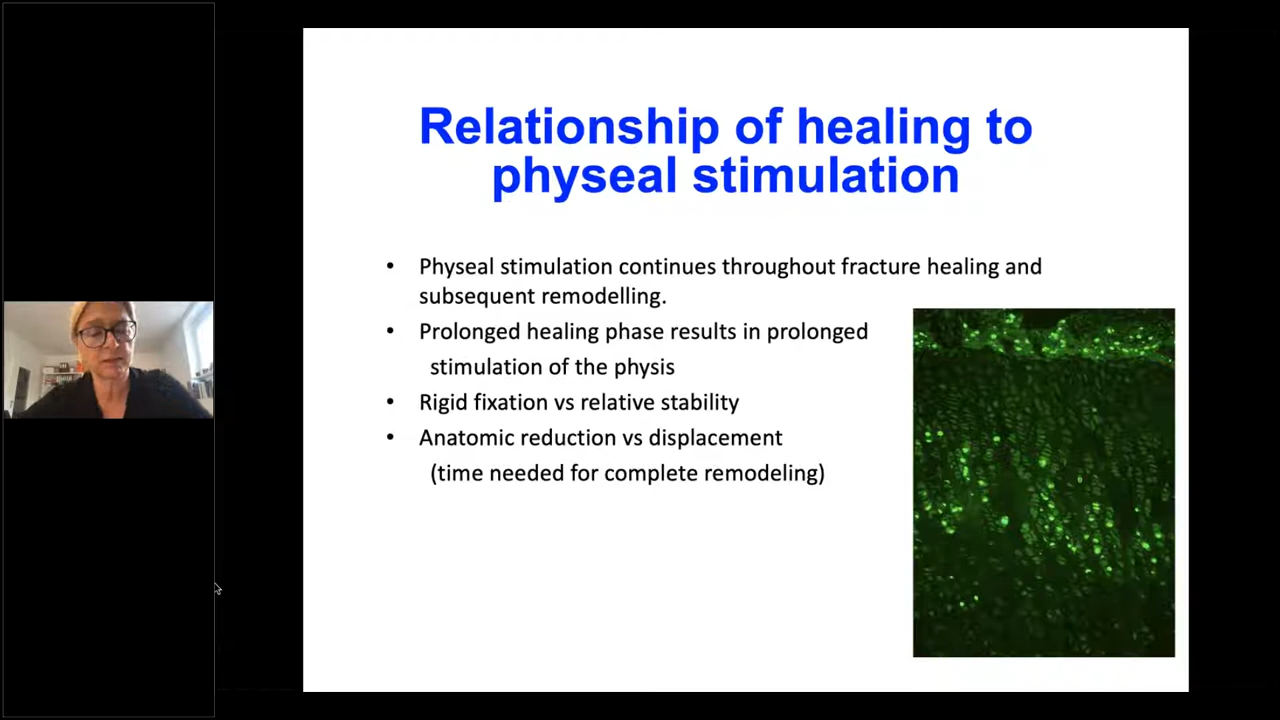 Relationship of healing to
physeal stimulation
• Physeal stimulation continues throughout fracture healing and
subsequent remodelling.
• Prolonged healing phase results in prolonged
stimulation of the physis
• Rigid fixation vs relative stability
• Anatomic reduction vs displacement
(time needed for complete remodeling)